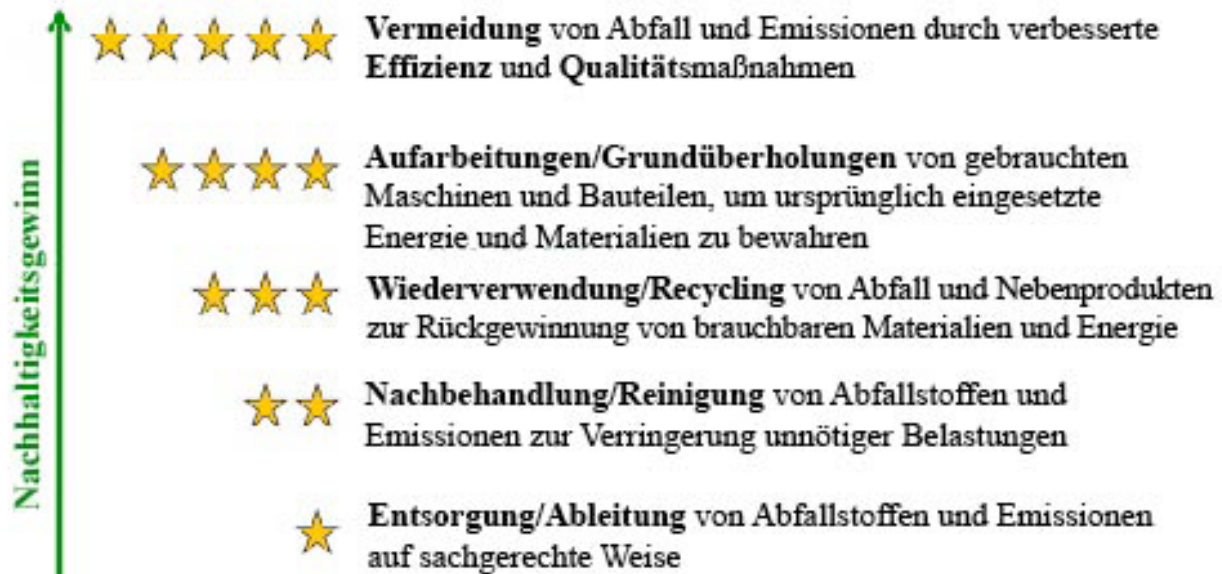 Nachhaltigkeitsgewinn
Vermeidung von Abfall und Emissionen durch verbesserte
Effizienz und Qualitätsmaßnahmen
Aufarbeitungen/Grundüberholungen von gebrauchten
Maschinen und Bauteilen, um ursprünglich eingesetzte
Energie und Materialien zu bewahren
Wiederverwendung/Recycling von Abfall und Nebenprodukten
zur Rückgewinnung von brauchbaren Materialien und Energie
Nachbehandlung/Reinigung von Abfallstoffen und
Emissionen zur Verringerung unnötiger Belastungen
Entsorgung/Ableitung von Abfallstoffen und Emissionen
auf sachgerechte Weise